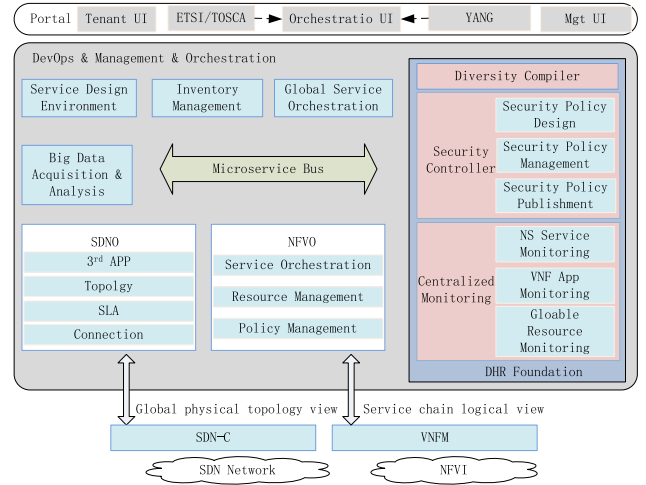 Portal
Tenant UI
ETSI/TOSCA
Orchestratio UI
YANG
Mgt UI
DevOps & Management & Orchestration
Service Design
Environment
Inventory
Management
Global Service
Orchestration
Big Data
Acquisition &
Analysis
Microservice Bus
SDNO
3rd APP
Topolgy
SLA
Connection
NFVO
Service Orchestration
Resource Management
Policy Management
Diversity Compiler
Security
Controller
Security Policy
Design
Security Policy
Management
Security Policy
Publishment
Centralized
Monitoring
NS Service
Monitoring
VNF App
Monitoring
Gloable
Resource
Monitoring
DHR Foundation
Global physical topology view
Service chain logical view
SDN-C
VNFM
SDN Network
NFVI